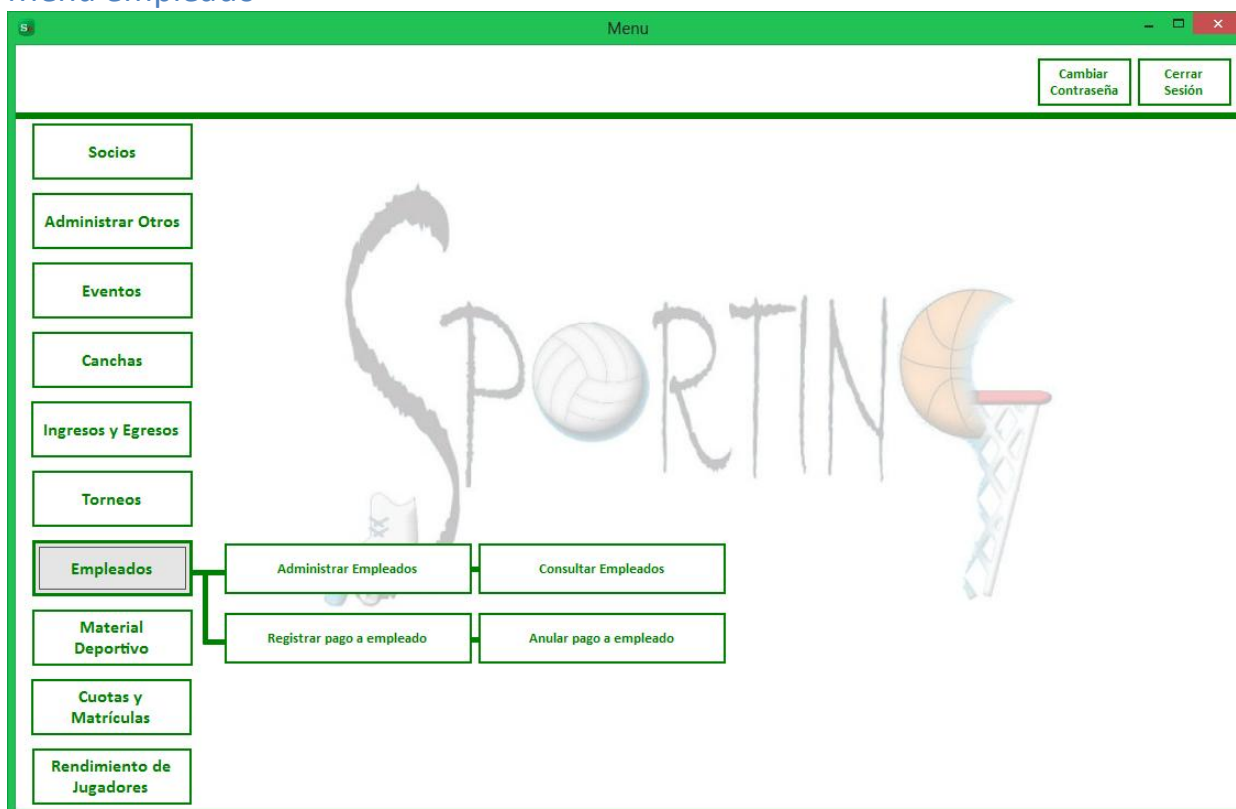 Menú empleado
Menu
Cambiar
Contraseña
Cerrar
Sesión
Socios
Administrar Otros
Eventos
Canchas
Ingresos y Egresos
Torneos
Empleados
Administrar Empleados
Consultar Empleados
Material
Deportivo
Registrar pago a empleado
Anular pago a empleado
Cuotas y
Matrículas
Rendimiento de
Jugadores
SPORTING